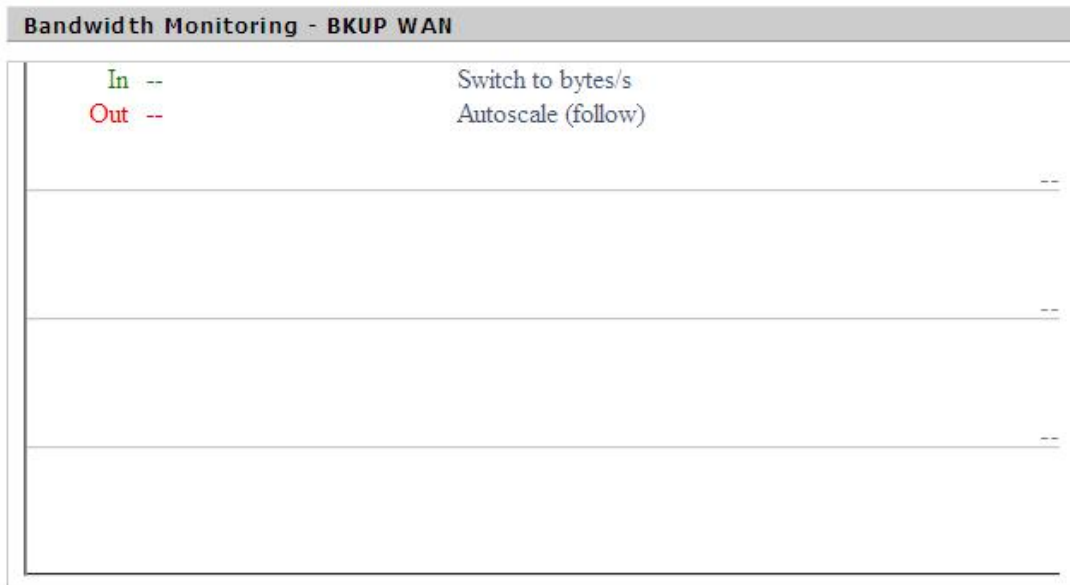 Bandwidth Monitoring - BKUP WAN
In -- Switch to bytes/s
Out -- Autoscale (follow)
--
--
--